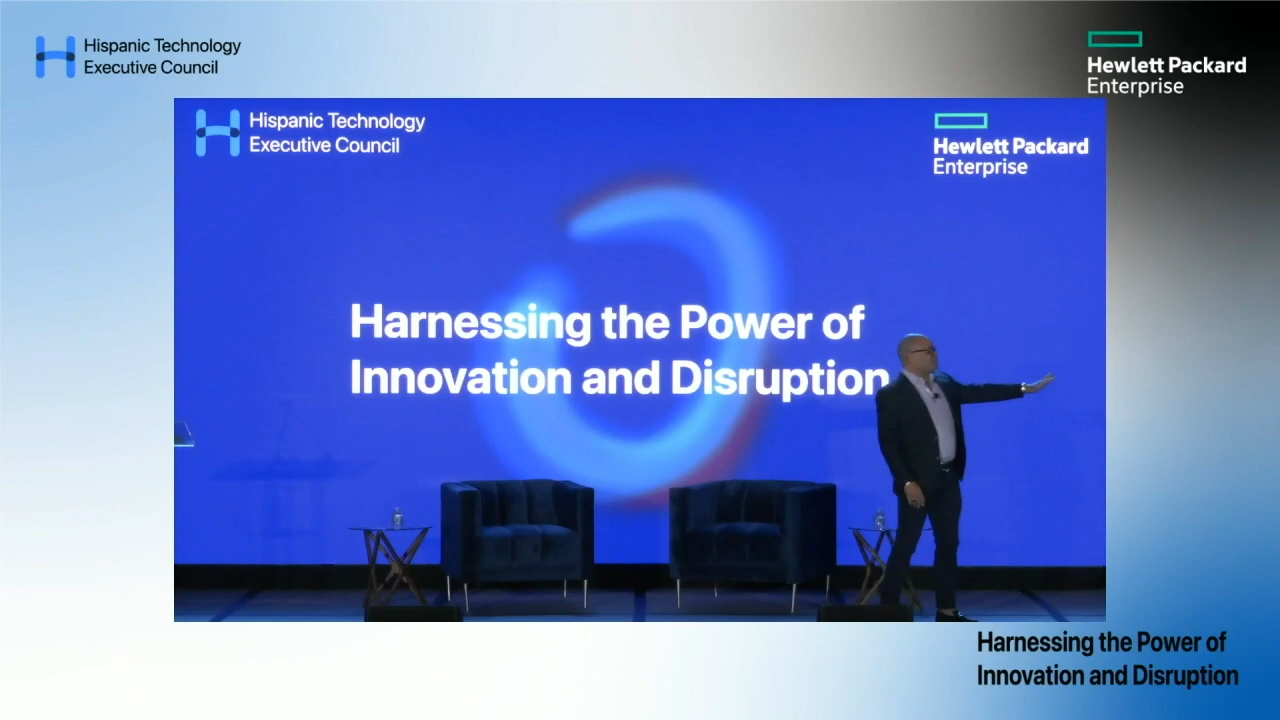 Hispanic Technology
Executive Council
Hewlett Packard
Enterprise
Hispanic Technology
Executive Council
Hewlett Packard
Enterprise
Harnessing the Power of
Innovation and Disruption
Harnessing the Power of
Innovation and Disruption